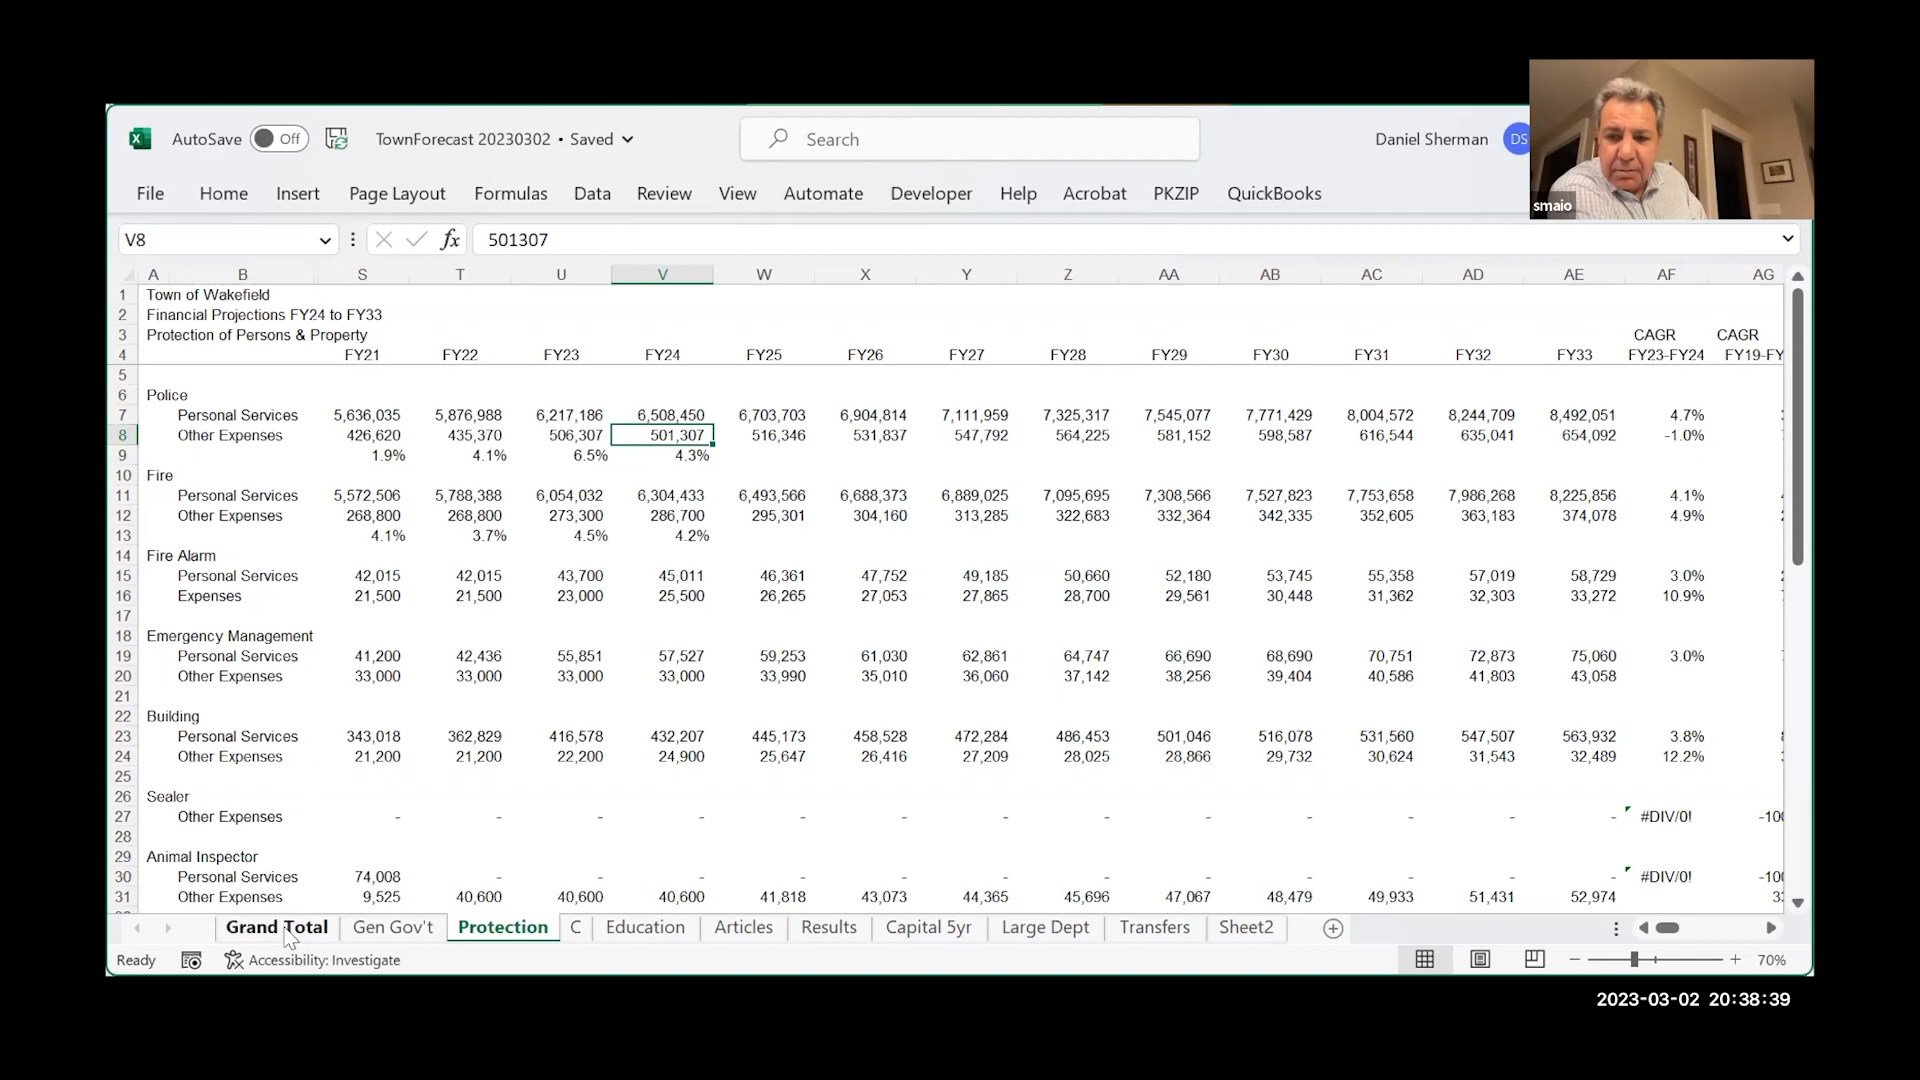 AutoSave Off TownForecast 20230302 • Saved Search Daniel Sherman DS
File Home Insert Page Layout Formulas Data Review View Automate Developer Help Acrobat PKZIP QuickBooks
smaio
V8 fx 501307
A B S T U V W X Y Z AA AB AC AD AE AF AG
1 Town of Wakefield
2 Financial Projections FY24 to FY33
3 Protection of Persons & Property CAGR CAGR
4 FY21 FY22 FY23 FY24 FY25 FY26 FY27 FY28 FY29 FY30 FY31 FY32 FY33 FY23-FY24 FY19-FY
5
6 Police
7 Personal Services 5,636,035 5,876,988 6,217,186 6,508,450 6,703,703 6,904,814 7,111,959 7,325,317 7,545,077 7,771,429 8,004,572 8,244,709 8,492,051 4.7%
8 Other Expenses 426,620 435,370 506,307 501,307 516,346 531,837 547,792 564,225 581,152 598,587 616,544 635,041 654,092 -1.0%
9 1.9% 4.1% 6.5% 4.3%
10 Fire
11 Personal Services 5,572,506 5,788,388 6,054,032 6,304,433 6,493,566 6,688,373 6,889,025 7,095,695 7,308,566 7,527,823 7,753,658 7,986,268 8,225,856 4.1%
12 Other Expenses 268,800 268,800 273,300 286,700 295,301 304,160 313,285 322,683 332,364 342,335 352,605 363,183 374,078 4.9%
13 4.1% 3.7% 4.5% 4.2%
14 Fire Alarm
15 Personal Services 42,015 42,015 43,700 45,011 46,361 47,752 49,185 50,660 52,180 53,745 55,358 57,019 58,729 3.0%
16 Expenses 21,500 21,500 23,000 25,500 26,265 27,053 27,865 28,700 29,561 30,448 31,362 32,303 33,272 10.9%
17
18 Emergency Management
19 Personal Services 41,200 42,436 55,851 57,527 59,253 61,030 62,861 64,747 66,690 68,690 70,751 72,873 75,060 3.0%
20 Other Expenses 33,000 33,000 33,000 33,000 33,990 35,010 36,060 37,142 38,256 39,404 40,586 41,803 43,058
21
22 Building
23 Personal Services 343,018 362,829 416,578 432,207 445,173 458,528 472,284 486,453 501,046 516,078 531,560 547,507 563,932 3.8%
24 Other Expenses 21,200 21,200 22,200 24,900 25,647 26,416 27,209 28,025 28,866 29,732 30,624 31,543 32,489 12.2%
25
26 Sealer
27 Other Expenses - - - - - - - - - - - - - #DIV/0! -100
28
29 Animal Inspector
30 Personal Services 74,008 - - - - - - - - - - - - #DIV/0! -100
31 Other Expenses 9,525 40,600 40,600 40,600 41,818 43,073 44,365 45,696 47,067 48,479 49,933 51,431 52,974
Grand Total Gen Gov't Protection C Education Articles Results Capital 5yr Large Dept Transfers Sheet2
Ready Accessibility: Investigate 70%
2023-03-02 20:38:39